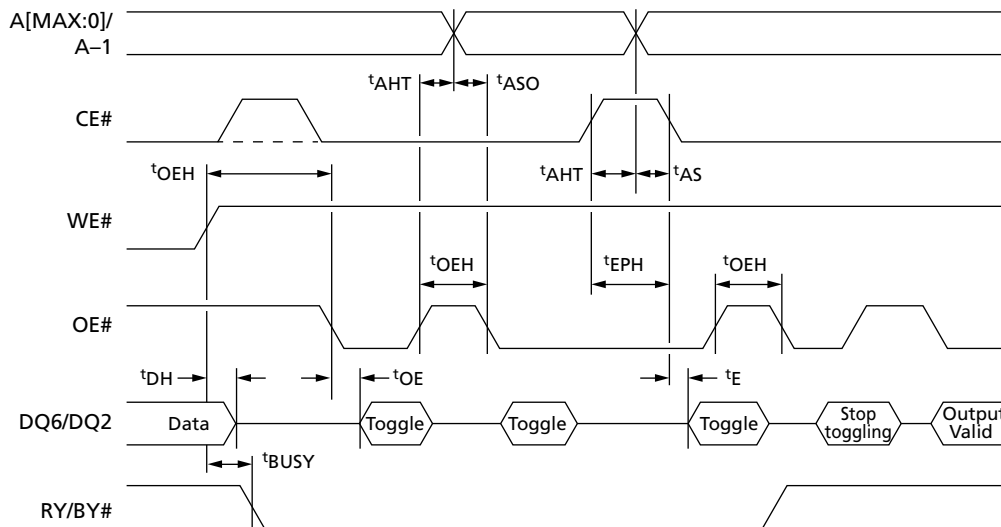 A[MAX:0]/
A–1
tAHT
tASO
CE#
tOEH
tAHT
tAS
WE#
tOEH
tEPH
tOEH
OE#
tDH
tOE
tE
DQ6/DQ2
Data
Toggle
Toggle
Toggle
Stop
toggling
Output
Valid
tBUSY
RY/BY#